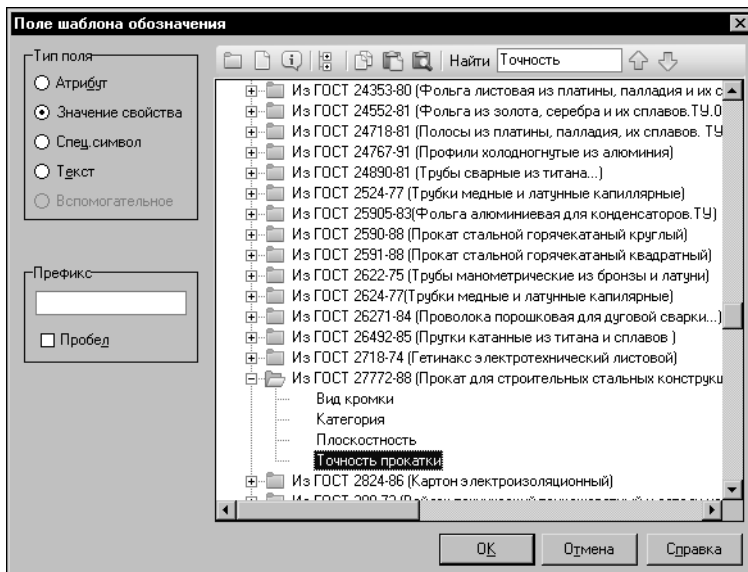 Поле шаблона обозначения
Тип поля
Атрибут
Значение свойства
Спец.символ
Текст
Вспомогательное
Префикс
Пробел
Найти Точность
Из ГОСТ 24353-80 (Фольга листовая из платины, палладия и их с
Из ГОСТ 24552-81 (Фольга из золота, серебра и их сплавов.ТУ.О
Из ГОСТ 24718-81 (Полосы из платины, палладия, их сплавов. ТУ
Из ГОСТ 24767-91 (Профили холодногнутые из алюминия)
Из ГОСТ 24890-81 (Трубы сварные из титана...)
Из ГОСТ 2524-77 (Трубки медные и латунные капиллярные)
Из ГОСТ 25905-83(Фольга алюминиевая для конденсаторов.ТУ)
Из ГОСТ 2590-88 (Прокат стальной горячекатаный круглый)
Из ГОСТ 2591-88 (Прокат стальной горячекатаный квадратный)
Из ГОСТ 2622-75 (Трубы манометрические из бронзы и латуни)
Из ГОСТ 2624-77(Трубки медные и латунные капилярные)
Из ГОСТ 26271-84 (Проволока порошковая для дуговой сварки...)
Из ГОСТ 26492-85 (Прутки катанные из титана и сплавов )
Из ГОСТ 2718-74 (Гетинакс электротехнический листовой)
Из ГОСТ 27772-88 (Прокат для строительных стальных конструкц
Вид кромки
Категория
Плоскостность
Точность прокатки
Из ГОСТ 2824-86 (Картон электроизоляционный)
OK Отмена Справка